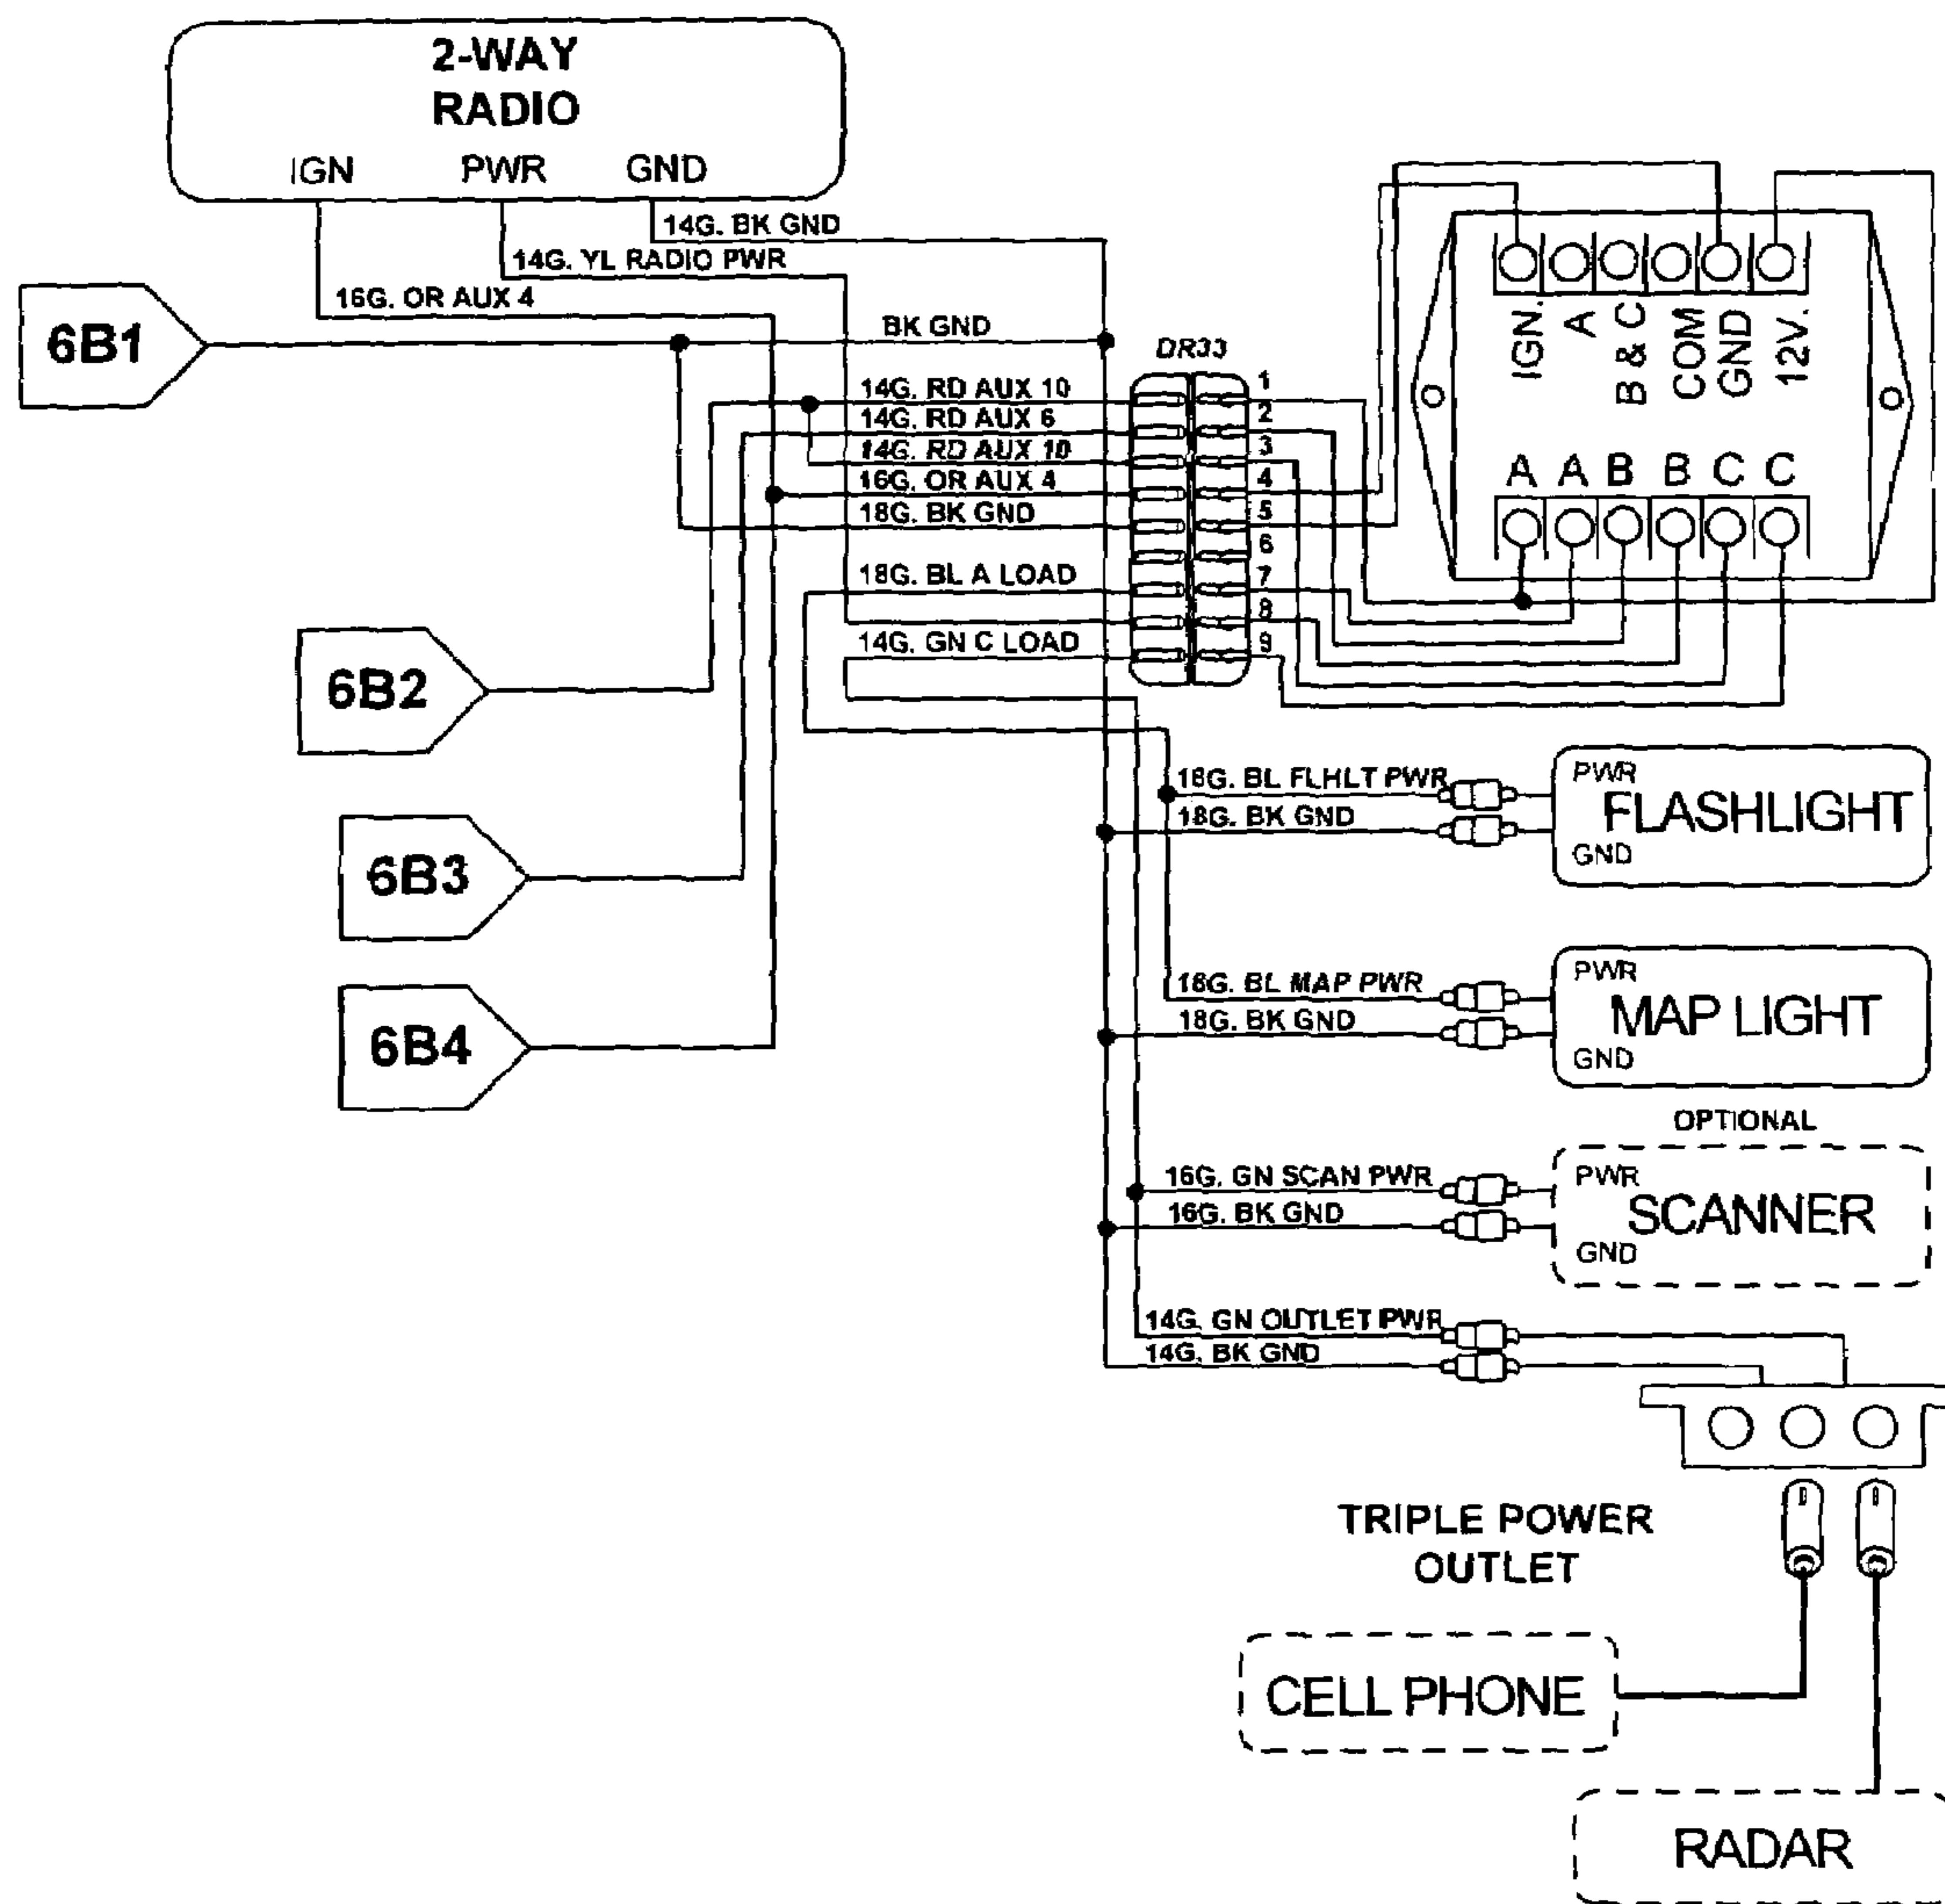 2-WAY
RADIO
IGN PWR GND
14G. BK GND
14G. YL RADIO PWR
16G. OR AUX 4
6B1
BK GND
DR33
14G. RD AUX 10
14G. RD AUX 6
14G. RD AUX 10
16G. OR AUX 4
18G. BK GND
18G. BL A LOAD
14G. GN C LOAD
1
2
3
4
5
6
7
8
9
IGN.
A
B & C
COM
GND
12V.
A A B B C C
6B2
6B3
6B4
18G. BL FLHLT PWR
18G. BK GND
PWR
FLASHLIGHT
GND
18G. BL MAP PWR
18G. BK GND
PWR
MAP LIGHT
GND
OPTIONAL
16G. GN SCAN PWR
16G. BK GND
PWR
SCANNER
GND
14G. GN OUTLET PWR
14G. BK GND
TRIPLE POWER
OUTLET
CELL PHONE
RADAR